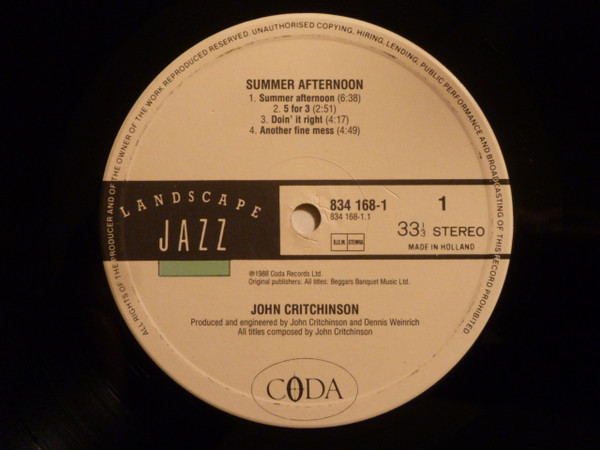 ALL RIGHTS OF THE PRODUCER AND OF THE OWNER OF THE WORK REPRODUCED RESERVED. UNAUTHORISED COPYING, HIRING, LENDING, PUBLIC PERFORMANCE AND BROADCASTING OF THIS RECORD PROHIBITED
SUMMER AFTERNOON
1. Summer afternoon (6:38)
2. 5 for 3 (2:51)
3. Doin' it right (4:17)
4. Another fine mess (4:49)
LANDSCAPE
JAZZ
834 168-1
834 168-1.1
1
B.I.E.M. STEMRA
33 1/3 STEREO
MADE IN HOLLAND
℗1988 Coda Records Ltd.
Original publishers: All titles: Beggars Banquet Music Ltd.
JOHN CRITCHINSON
Produced and engineered by John Critchinson and Dennis Weinrich
All titles composed by John Critchinson
CODA